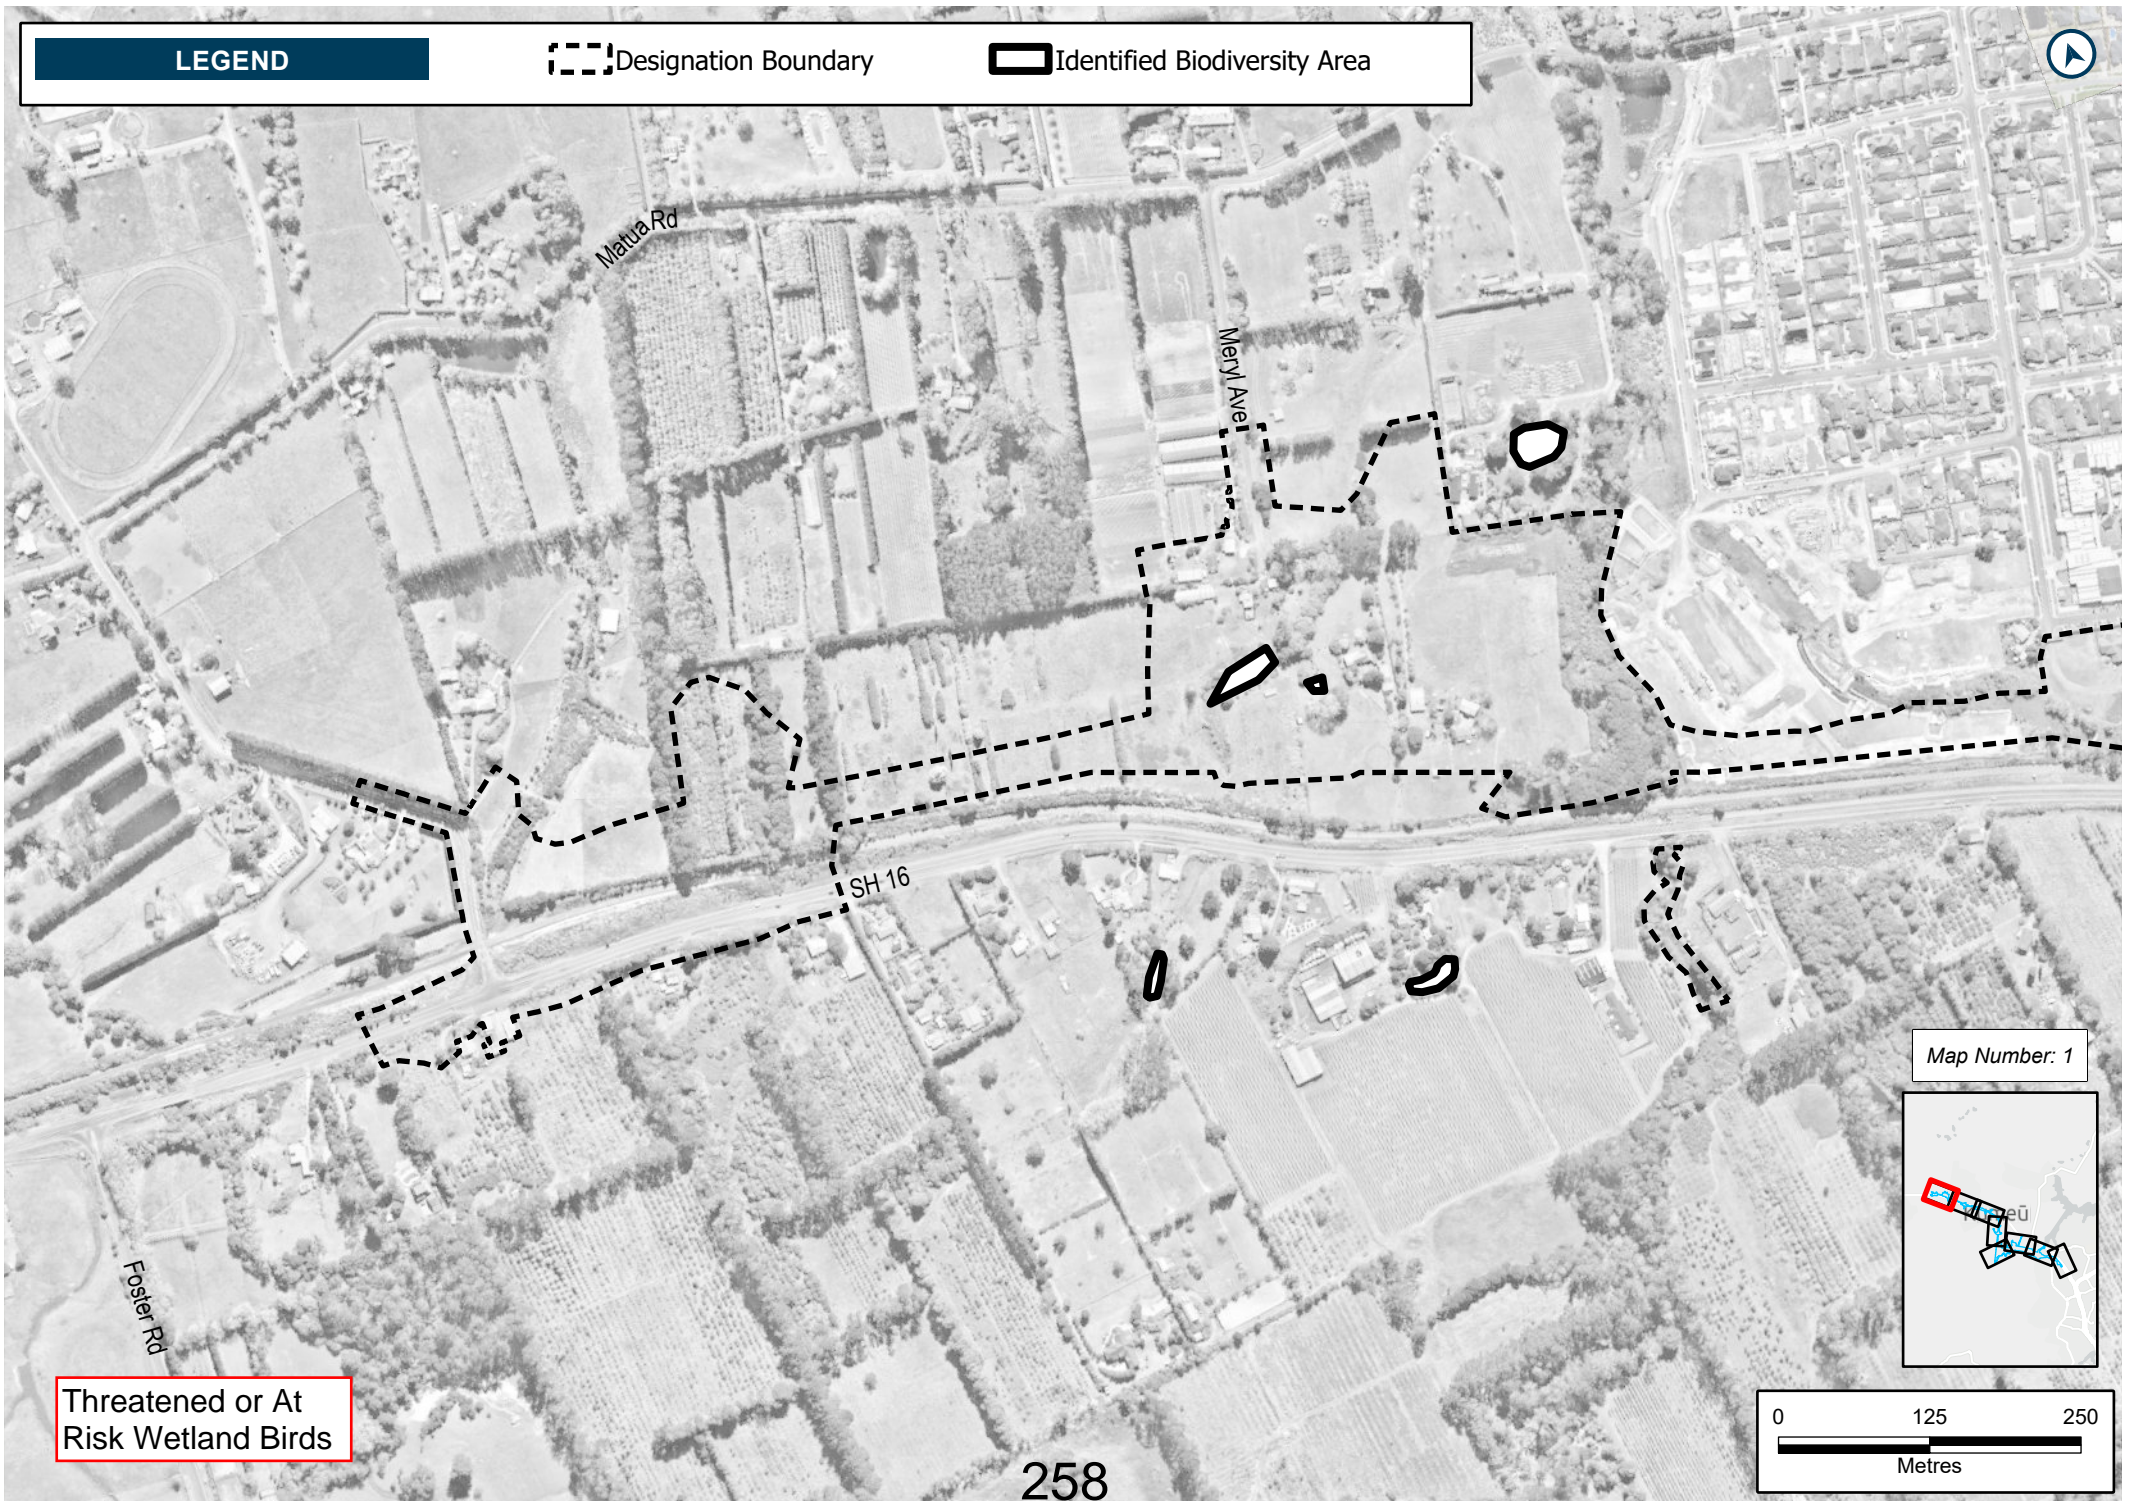 LEGEND
Designation Boundary
Identified Biodiversity Area
Matua Rd
Meryl Ave
SH 16
Foster Rd
Map Number: 1
Threatened or At
Risk Wetland Birds
0 125 250
Metres
258